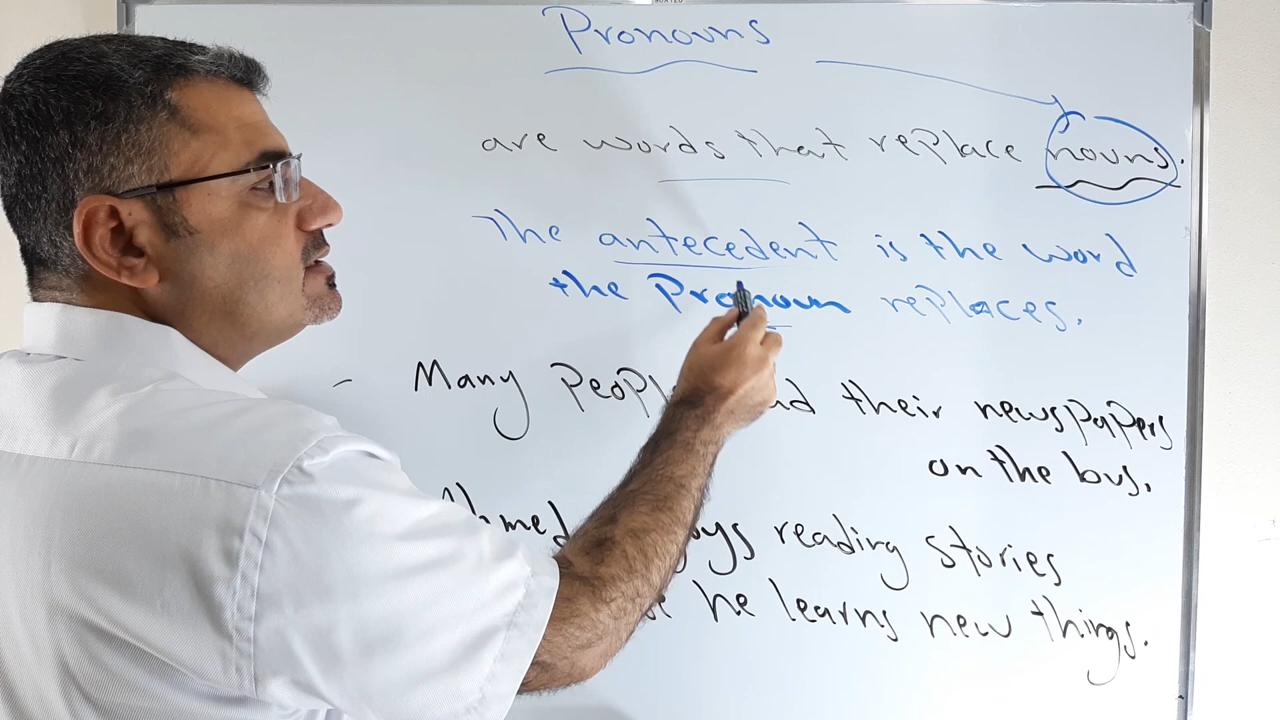 Pronouns
are words that replace nouns.
The antecedent is the word
the Pronoun replaces.
- Many People their newspapers
on the bus.
reading stories
he learns new things.